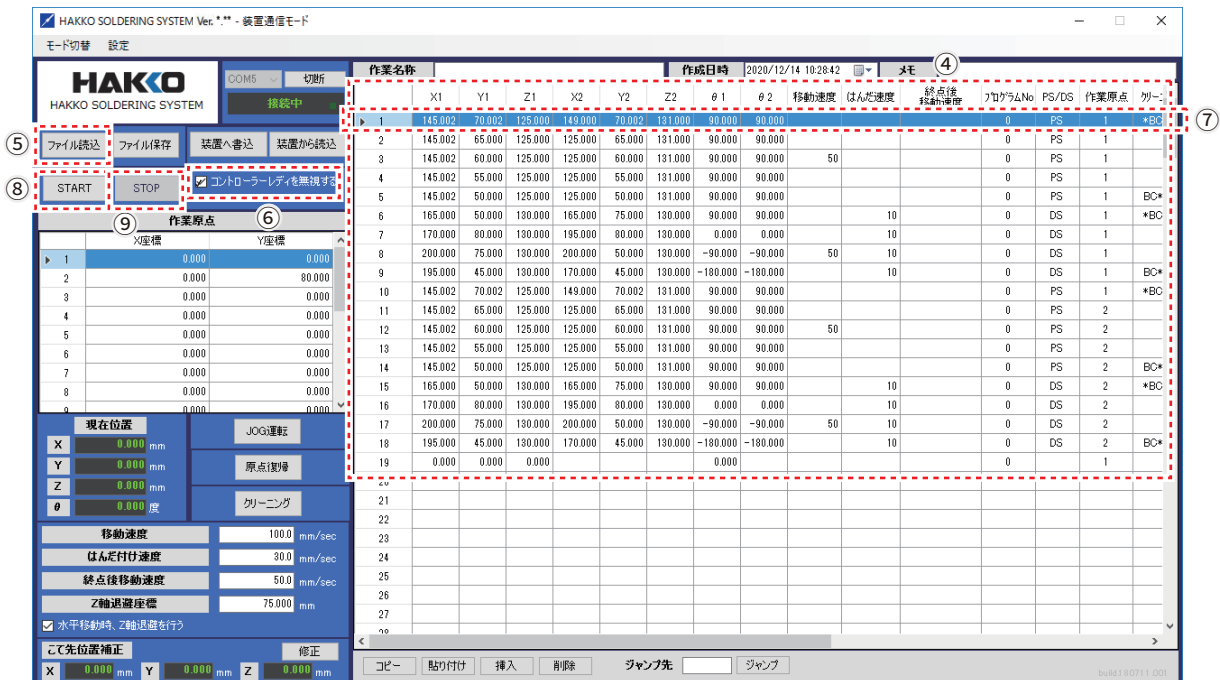 HAKKO SOLDERING SYSTEM Ver. *.** - 装置通信モード
モード切替 設定
HAKKO
HAKKO SOLDERING SYSTEM
COM5 切断
接続中
作業名称 作成日時 2020/12/14 10:28:42 メモ ④
⑤ ファイル読込 ファイル保存 装置へ書込 装置から読込
⑧ START STOP コントローラーレディを無視する
⑨ ⑥
作業原点
X座標 Y座標
1 0.000 0.000
2 0.000 80.000
3 0.000 0.000
4 0.000 0.000
5 0.000 0.000
6 0.000 0.000
7 0.000 0.000
8 0.000 0.000
9 0.000 0.000
現在位置
X 0.000 mm
Y 0.000 mm
Z 0.000 mm
θ 0.000 度
JOG運転
原点復帰
クリーニング
移動速度 100.0 mm/sec
はんだ付け速度 30.0 mm/sec
終点後移動速度 50.0 mm/sec
Z軸退避座標 75.000 mm
水平移動時、Z軸退避を行う
こて先位置補正 修正
X 0.000 mm Y 0.000 mm Z 0.000 mm
X1 Y1 Z1 X2 Y2 Z2 θ1 θ2 移動速度 はんだ速度 終点後移動速度 プログラムNo PS/DS 作業原点 クリーニ
1 145.002 70.002 125.000 149.000 70.002 131.000 90.000 90.000 0 PS 1 *BC ⑦
2 145.002 65.000 125.000 125.000 65.000 131.000 90.000 90.000 0 PS 1
3 145.002 60.000 125.000 125.000 60.000 131.000 90.000 90.000 50 0 PS 1
4 145.002 55.000 125.000 125.000 55.000 131.000 90.000 90.000 0 PS 1
5 145.002 50.000 125.000 125.000 50.000 131.000 90.000 90.000 0 PS 1 BC*
6 165.000 50.000 130.000 165.000 75.000 130.000 90.000 90.000 10 0 DS 1 *BC
7 170.000 80.000 130.000 195.000 80.000 130.000 0.000 0.000 10 0 DS 1
8 200.000 75.000 130.000 200.000 50.000 130.000 -90.000 -90.000 50 10 0 DS 1
9 195.000 45.000 130.000 170.000 45.000 130.000 -180.000 -180.000 10 0 DS 1 BC*
10 145.002 70.002 125.000 149.000 70.002 131.000 90.000 90.000 0 PS 1 *BC
11 145.002 65.000 125.000 125.000 65.000 131.000 90.000 90.000 0 PS 2
12 145.002 60.000 125.000 125.000 60.000 131.000 90.000 90.000 50 0 PS 2
13 145.002 55.000 125.000 125.000 55.000 131.000 90.000 90.000 0 PS 2
14 145.002 50.000 125.000 125.000 50.000 131.000 90.000 90.000 0 PS 2 BC*
15 165.000 50.000 130.000 165.000 75.000 130.000 90.000 90.000 10 0 DS 2 *BC
16 170.000 80.000 130.000 195.000 80.000 130.000 0.000 0.000 10 0 DS 2
17 200.000 75.000 130.000 200.000 50.000 130.000 -90.000 -90.000 50 10 0 DS 2
18 195.000 45.000 130.000 170.000 45.000 130.000 -180.000 -180.000 10 0 DS 2 BC*
19 0.000 0.000 0.000 0.000 0 1
20
21
22
23
24
25
26
27
28
コピー 貼り付け 挿入 削除 ジャンプ先 ジャンプ
build.180711.001